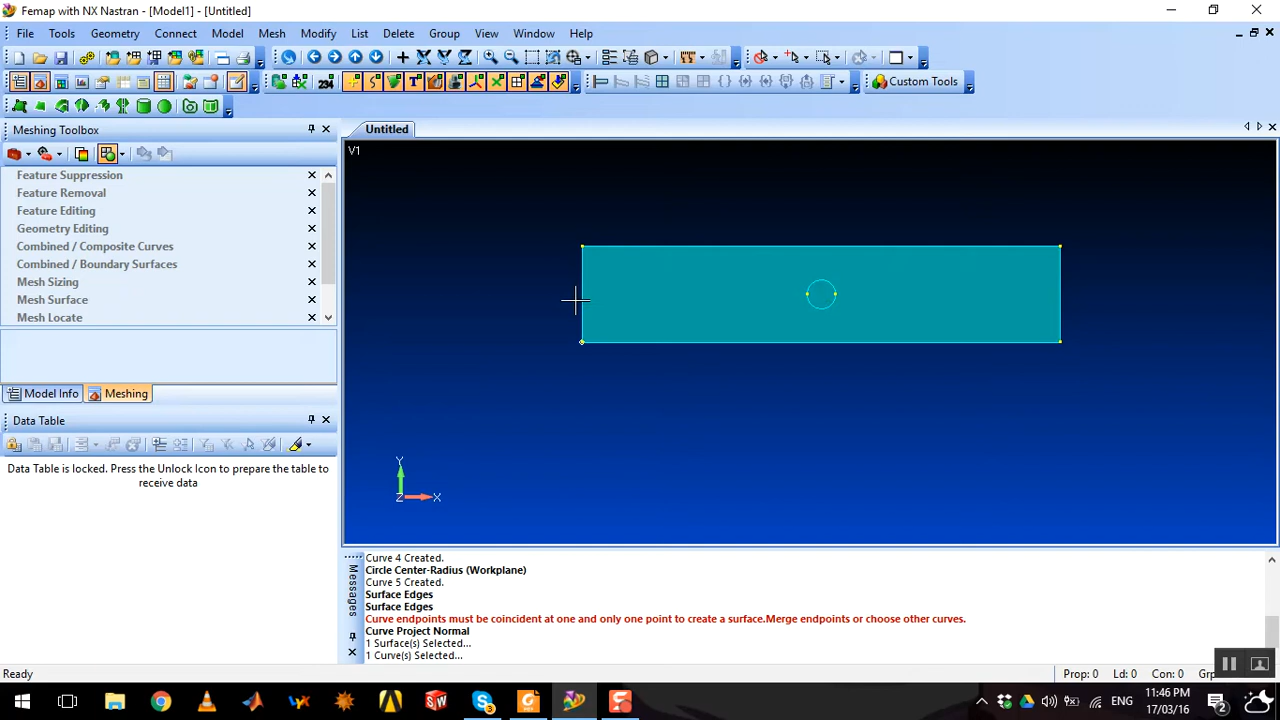 Femap with NX Nastran - [Model1] - [Untitled]
File Tools Geometry Connect Model Mesh Modify List Delete Group View Window Help
234 T Custom Tools
Meshing Toolbox
Untitled
V1
Feature Suppression
Feature Removal
Feature Editing
Geometry Editing
Combined / Composite Curves
Combined / Boundary Surfaces
Mesh Sizing
Mesh Surface
Mesh Locate
Model Info Meshing
Data Table
Data Table is locked. Press the Unlock Icon to prepare the table to
receive data
Y
Z X
Messages
Curve 4 Created.
Circle Center-Radius (Workplane)
Curve 5 Created.
Surface Edges
Surface Edges
Curve endpoints must be coincident at one and only one point to create a surface.Merge endpoints or choose other curves.
Curve Project Normal
1 Surface(s) Selected...
1 Curve(s) Selected...
Ready Prop: 0 Ld: 0 Con: 0 Grp
ENG 11:46 PM
17/03/16